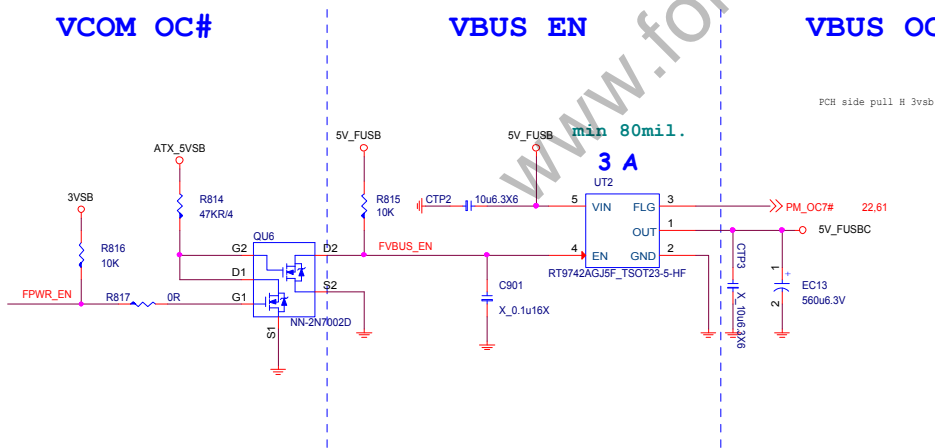 VCOM OC#
VBUS EN
VBUS OC
www.fo
PCH side pull H 3vsb
min 80mil.
3 A
5V_FUSB
5V_FUSB
ATX_5VSB
3VSB
R814
47KR/4
R815
10K
R816
10K
CTP2
10u6.3X6
UT2
5
VIN
FLG
3
PM_OC7#
22,61
OUT
1
5V_FUSBC
4
EN
GND
2
RT9742AGJ5F_TSOT23-5-HF
QU6
G2
D2
FVBUS_EN
D1
S2
FPWR_EN
R817
0R
G1
NN-2N7002D
S1
C901
X_0.1u16X
CTP3
X_10u6.3X6
1
+
EC13
560u6.3V
2